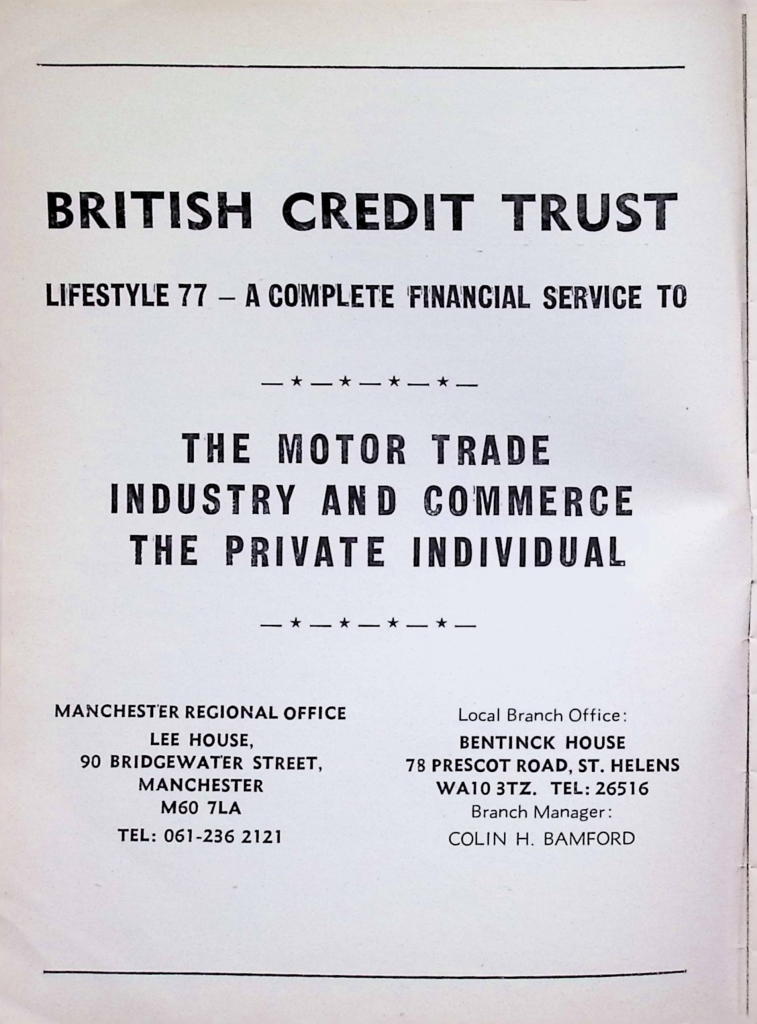 BRITISH CREDIT TRUST
LIFESTYLE 77 – A COMPLETE FINANCIAL SERVICE TO
—★—★—★—★—
THE MOTOR TRADE
INDUSTRY AND COMMERCE
THE PRIVATE INDIVIDUAL
—★—★—★—★—
MANCHESTER REGIONAL OFFICE
LEE HOUSE,
90 BRIDGEWATER STREET,
MANCHESTER
M60 7LA
TEL: 061-236 2121
Local Branch Office:
BENTINCK HOUSE
78 PRESCOT ROAD, ST. HELENS
WA10 3TZ. TEL: 26516
Branch Manager:
COLIN H. BAMFORD